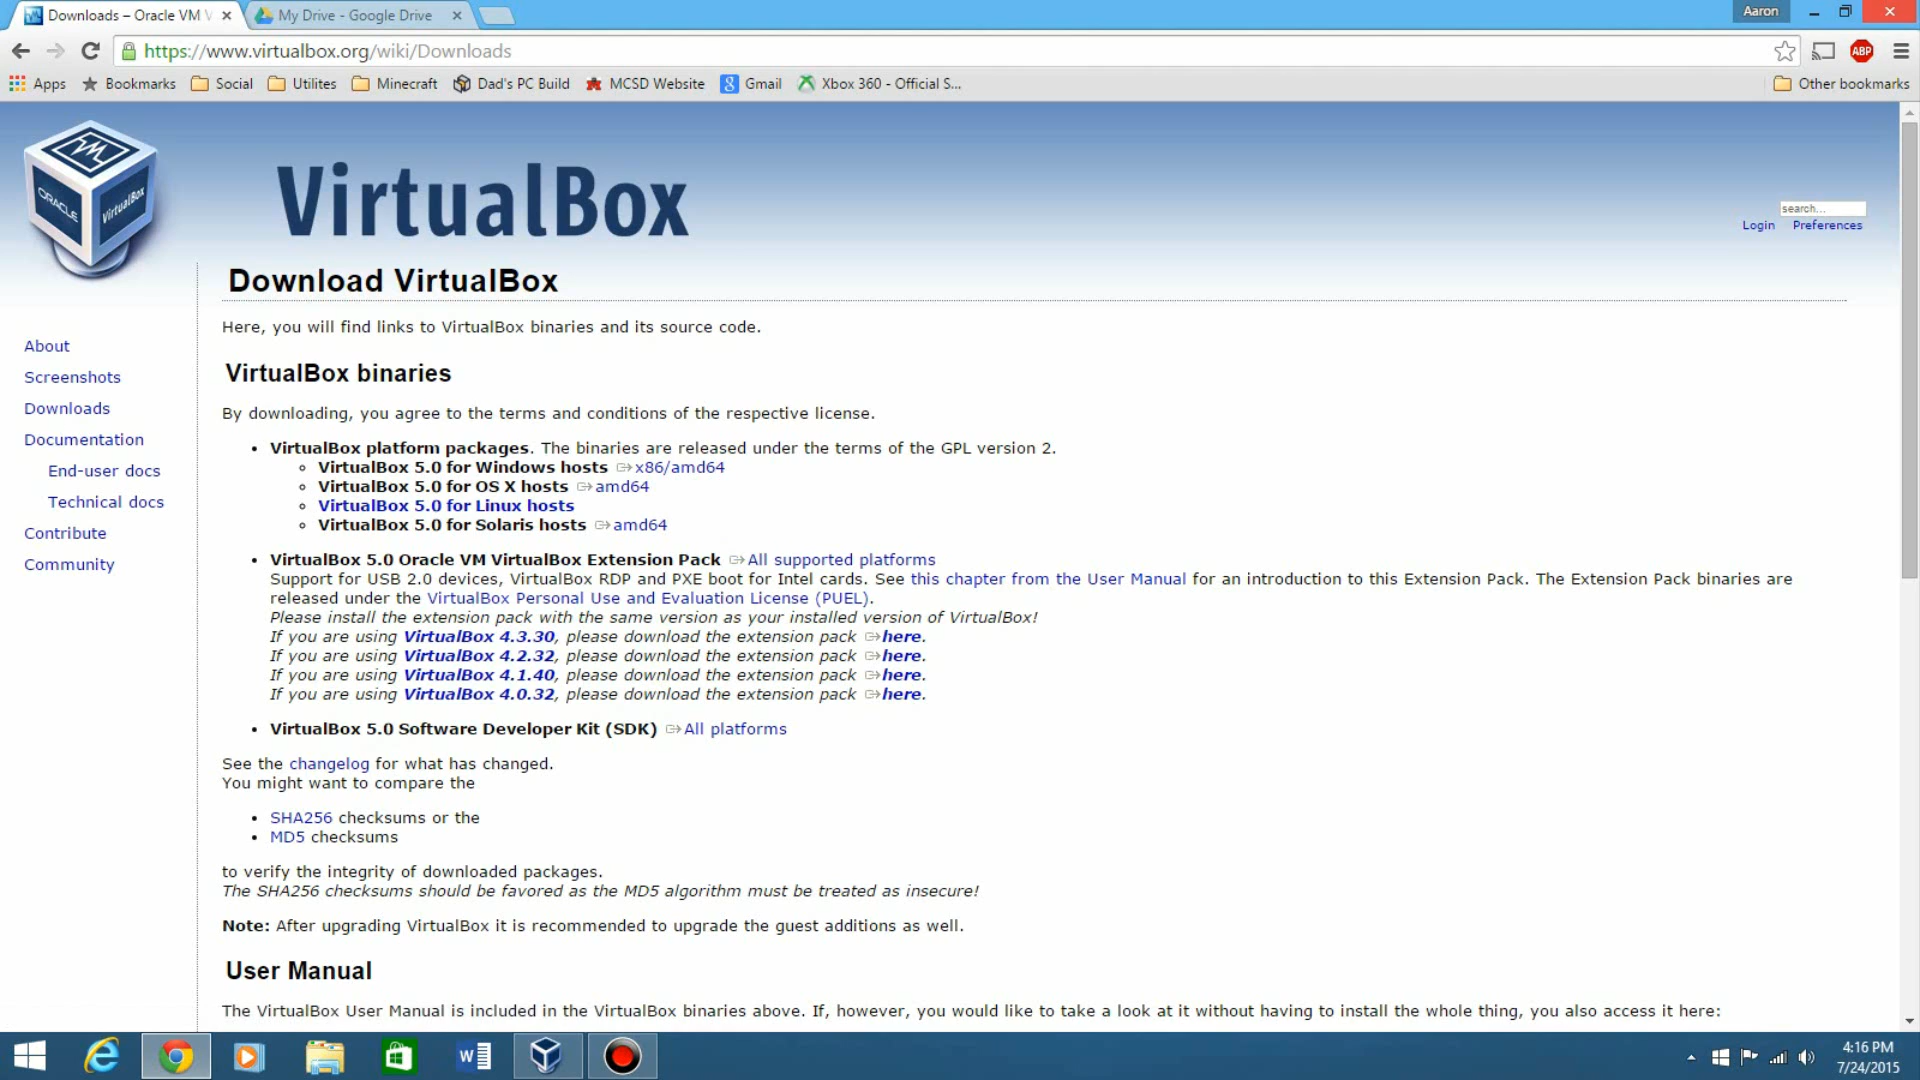 Downloads – Oracle VM V
My Drive - Google Drive
Aaron
https://www.virtualbox.org/wiki/Downloads
ABP
Apps
Bookmarks
Social
Utilites
Minecraft
Dad's PC Build
MCSD Website
Gmail
Xbox 360 - Official S...
Other bookmarks
ORACLE
VirtualBox
VirtualBox
search...
Login
Preferences
Download VirtualBox
Here, you will find links to VirtualBox binaries and its source code.
About
Screenshots
Downloads
Documentation
End-user docs
Technical docs
Contribute
Community
VirtualBox binaries
By downloading, you agree to the terms and conditions of the respective license.
• VirtualBox platform packages. The binaries are released under the terms of the GPL version 2.
VirtualBox 5.0 for Windows hosts x86/amd64
VirtualBox 5.0 for OS X hosts amd64
VirtualBox 5.0 for Linux hosts
VirtualBox 5.0 for Solaris hosts amd64
• VirtualBox 5.0 Oracle VM VirtualBox Extension Pack All supported platforms
Support for USB 2.0 devices, VirtualBox RDP and PXE boot for Intel cards. See this chapter from the User Manual for an introduction to this Extension Pack. The Extension Pack binaries are
released under the VirtualBox Personal Use and Evaluation License (PUEL).
Please install the extension pack with the same version as your installed version of VirtualBox!
If you are using VirtualBox 4.3.30, please download the extension pack here.
If you are using VirtualBox 4.2.32, please download the extension pack here.
If you are using VirtualBox 4.1.40, please download the extension pack here.
If you are using VirtualBox 4.0.32, please download the extension pack here.
• VirtualBox 5.0 Software Developer Kit (SDK) All platforms
See the changelog for what has changed.
You might want to compare the
• SHA256 checksums or the
• MD5 checksums
to verify the integrity of downloaded packages.
The SHA256 checksums should be favored as the MD5 algorithm must be treated as insecure!
Note: After upgrading VirtualBox it is recommended to upgrade the guest additions as well.
User Manual
The VirtualBox User Manual is included in the VirtualBox binaries above. If, however, you would like to take a look at it without having to install the whole thing, you also access it here:
4:16 PM
7/24/2015